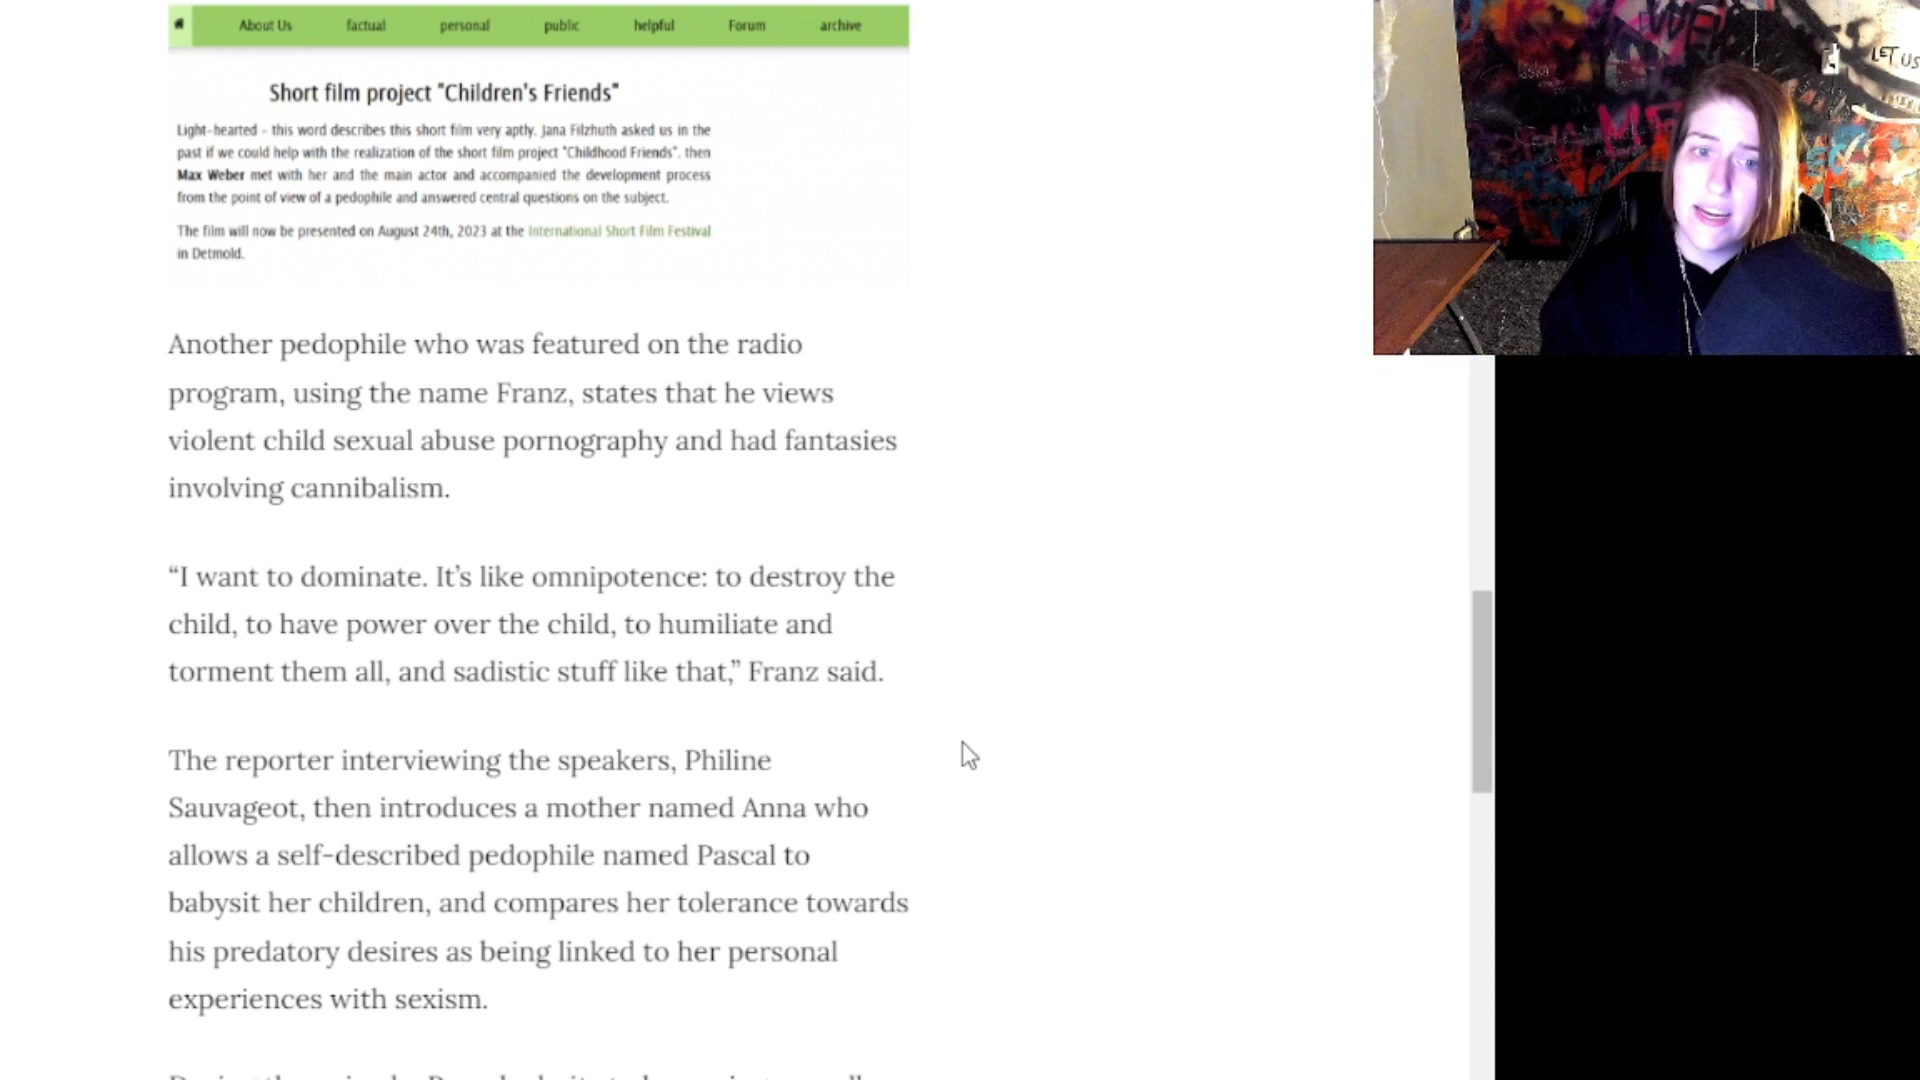 About Us factual personal public helpful Forum archive
Short film project "Children's Friends"
Light-hearted - this word describes this short film very aptly. Jana Filzhuth asked us in the
past if we could help with the realization of the short film project "Childhood Friends". then
Max Weber met with her and the main actor and accompanied the development process
from the point of view of a pedophile and answered central questions on the subject.
The film will now be presented on August 24th, 2023 at the International Short Film Festival
in Detmold.
Another pedophile who was featured on the radio
program, using the name Franz, states that he views
violent child sexual abuse pornography and had fantasies
involving cannibalism.
“I want to dominate. It’s like omnipotence: to destroy the
child, to have power over the child, to humiliate and
torment them all, and sadistic stuff like that,” Franz said.
The reporter interviewing the speakers, Philine
Sauvageot, then introduces a mother named Anna who
allows a self-described pedophile named Pascal to
babysit her children, and compares her tolerance towards
his predatory desires as being linked to her personal
experiences with sexism.
LET US